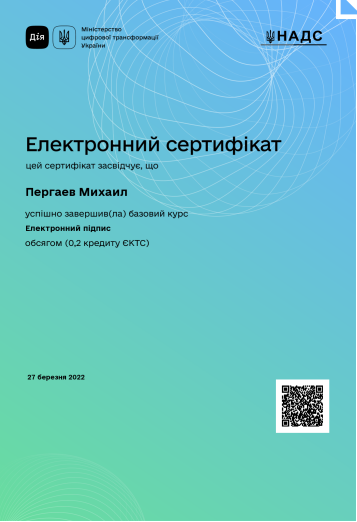 Дія
Міністерство
цифрової трансформації
України
НАДС
Електронний сертифікат
цей сертифікат засвідчує, що
Пергаев Михаил
успішно завершив(ла) базовий курс
Електронний підпис
обсягом (0,2 кредиту ЄКТС)
27 березня 2022